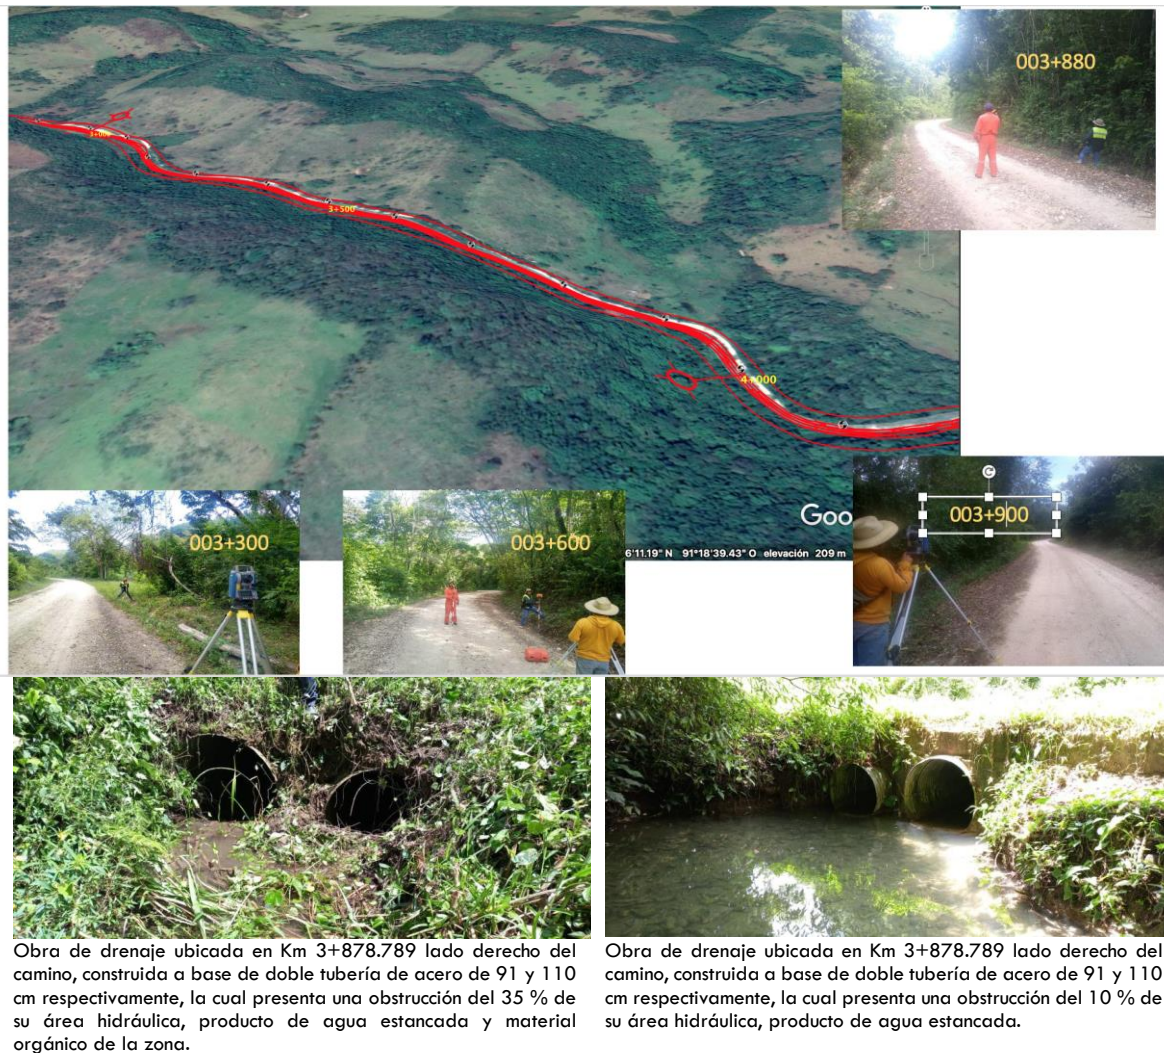 003+880
3+000
3+500
4+000
Goo
003+900
003+300
003+600
6'11.19" N 91°18'39.43" O elevación 209 m
Obra de drenaje ubicada en Km 3+878.789 lado derecho del
camino, construida a base de doble tubería de acero de 91 y 110
cm respectivamente, la cual presenta una obstrucción del 35 % de
su área hidráulica, producto de agua estancada y material
orgánico de la zona.
Obra de drenaje ubicada en Km 3+878.789 lado derecho del
camino, construida a base de doble tubería de acero de 91 y 110
cm respectivamente, la cual presenta una obstrucción del 10 % de
su área hidráulica, producto de agua estancada.